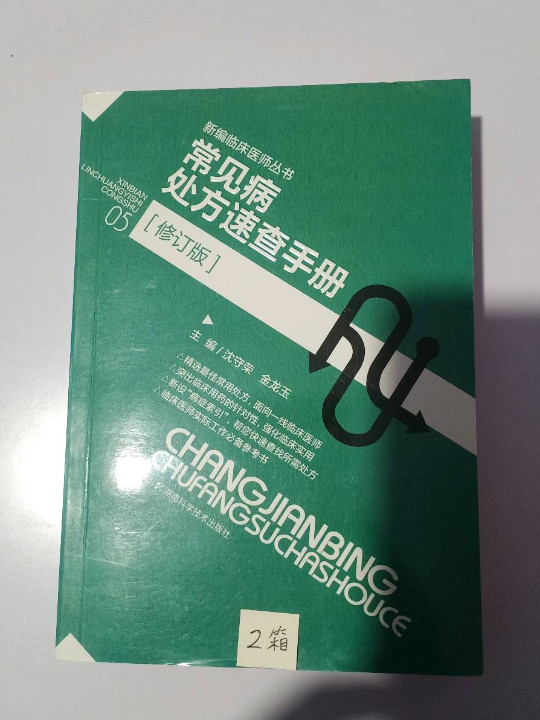 新编临床医师丛书
常见病
处方速查手册
XINBIAN
LINCHUANGYISHI
CONGSHU
05
[修订版]
主 编/沈守荣 金龙玉
△精选最佳常用处方,面向一线临床医师
△突出临床用药的针对性,强化临床实用
△新设“病症索引”,帮您快速查找所需处方
△临床医师实际工作必备参考书
CHANGJIANBING
CHUFANGSUCHASHOUCE
湖南科学技术出版社
2箱